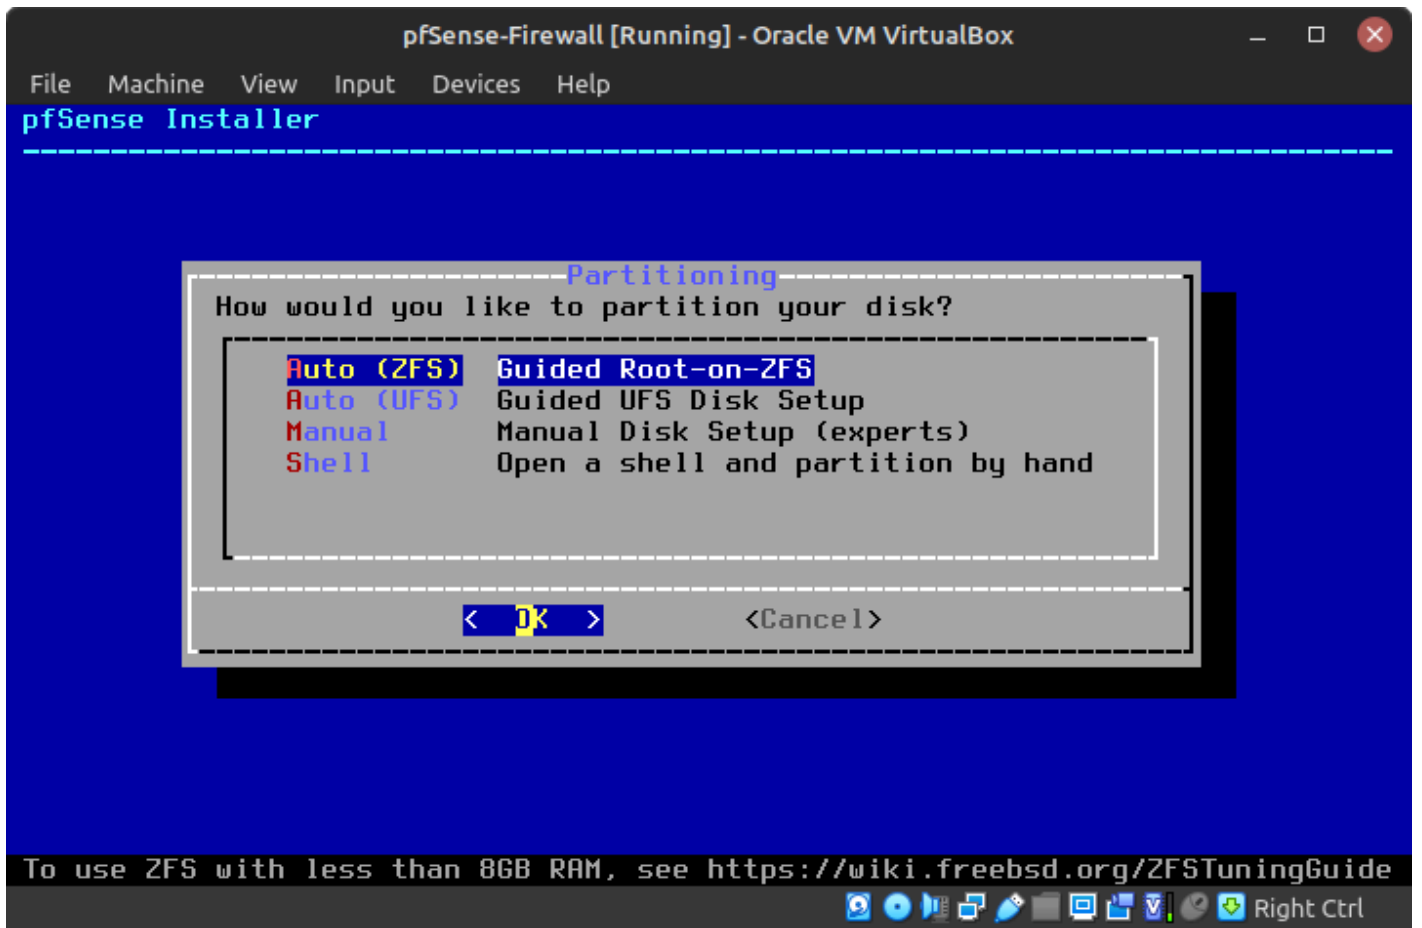 pfSense-Firewall [Running] - Oracle VM VirtualBox
File Machine View Input Devices Help
pfSense Installer
Partitioning
How would you like to partition your disk?
Auto (ZFS) Guided Root-on-ZFS
Auto (UFS) Guided UFS Disk Setup
Manual Manual Disk Setup (experts)
Shell Open a shell and partition by hand
< OK > <Cancel>
To use ZFS with less than 8GB RAM, see https://wiki.freebsd.org/ZFSTuningGuide
Right Ctrl